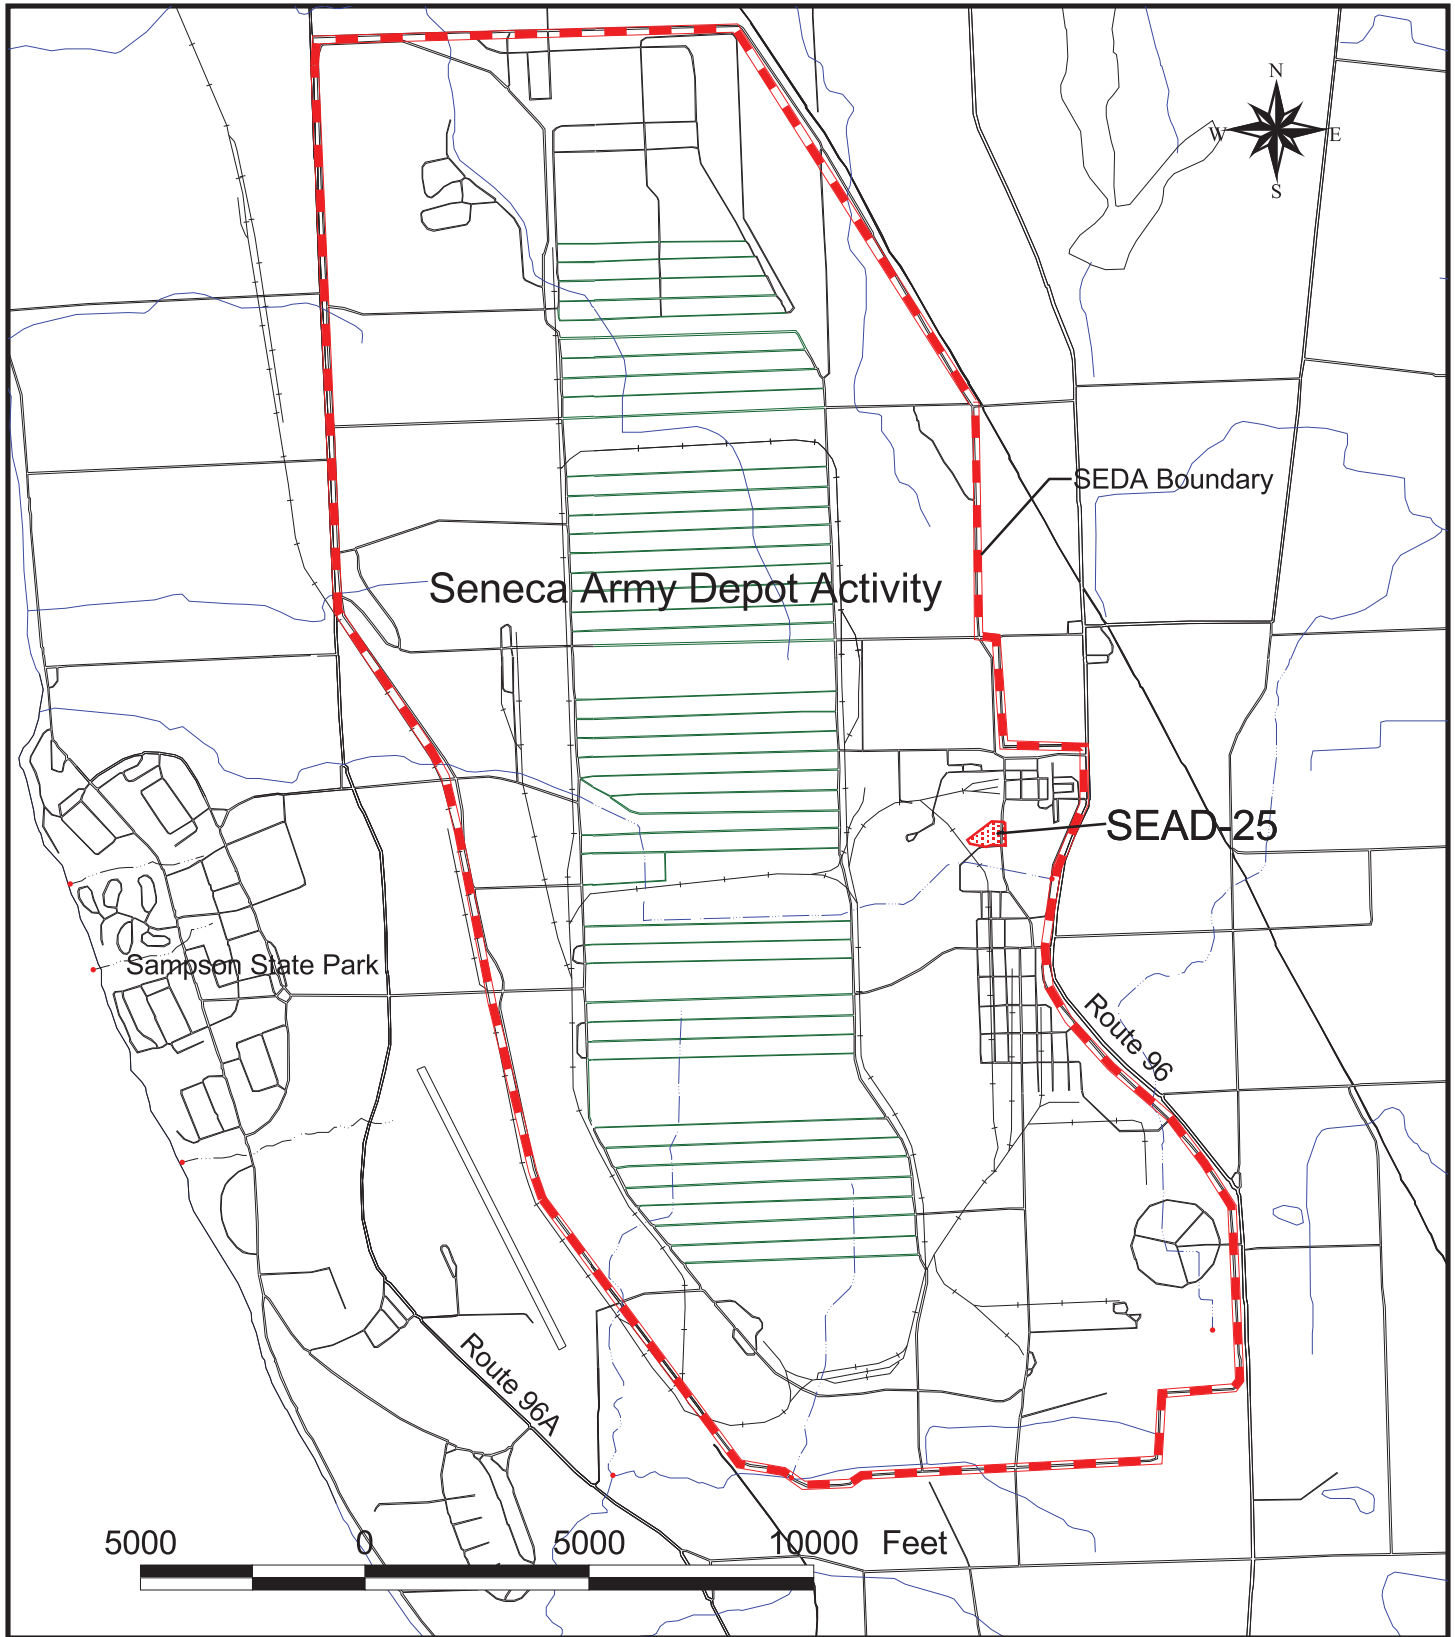 N
W E
S
SEDA Boundary
Seneca Army Depot Activity
SEAD-25
Sampson State Park
Route 96
Route 96A
5000 0 5000 10000 Feet